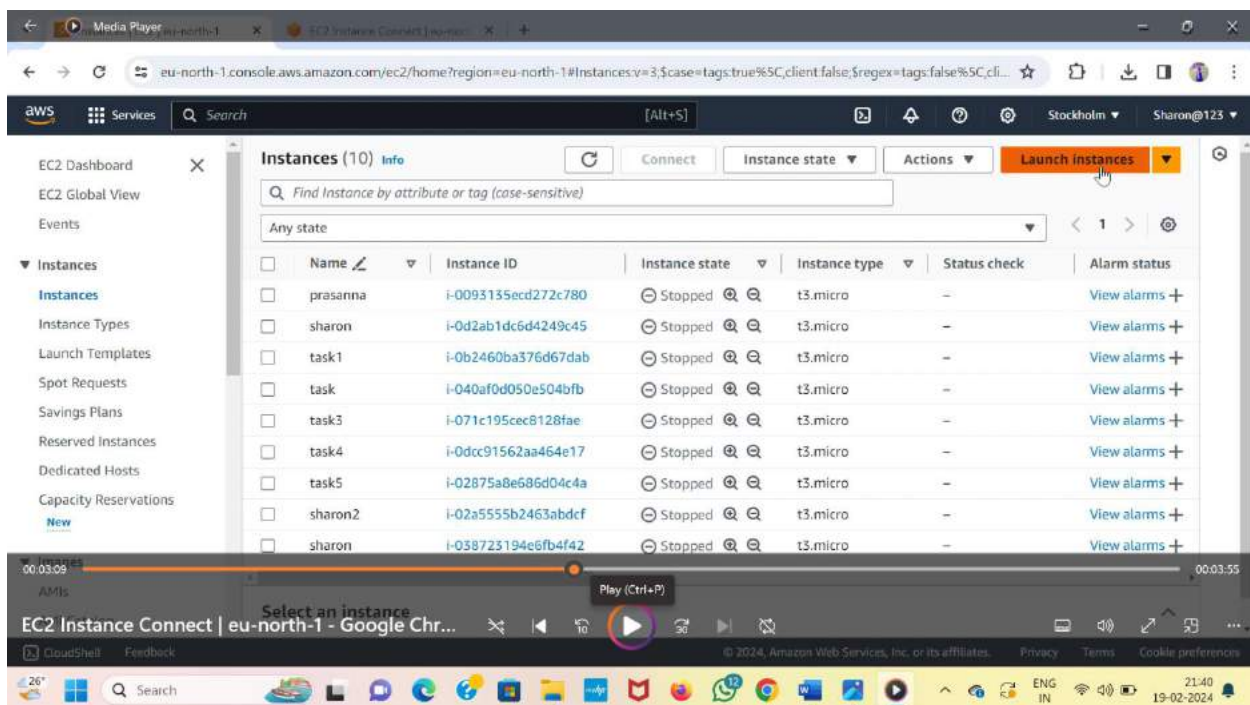 Media Player
eu-north-1
EC2 Instance Connect | eu-north
eu-north-1.console.aws.amazon.com/ec2/home?region=eu-north-1#Instances:v=3;$case=tags:true%5C,client:false;$regex=tags:false%5C,cli...
aws Services Search [Alt+S] Stockholm Sharon@123
EC2 Dashboard
EC2 Global View
Events
Instances
Instances
Instance Types
Launch Templates
Spot Requests
Savings Plans
Reserved Instances
Dedicated Hosts
Capacity Reservations
New
Images
AMIs
Instances (10) Info Connect Instance state Actions Launch instances
Find Instance by attribute or tag (case-sensitive)
Any state 1
Name Instance ID Instance state Instance type Status check Alarm status
prasanna i-0093135ecd272c780 Stopped t3.micro – View alarms +
sharon i-0d2ab1dc6d4249c45 Stopped t3.micro – View alarms +
task1 i-0b2460ba376d67dab Stopped t3.micro – View alarms +
task i-040af0d050e504bfb Stopped t3.micro – View alarms +
task3 i-071c195cec8128fae Stopped t3.micro – View alarms +
task4 i-0dcc91562aa464e17 Stopped t3.micro – View alarms +
task5 i-02875a8e686d04c4a Stopped t3.micro – View alarms +
sharon2 i-02a5555b2463abdcf Stopped t3.micro – View alarms +
sharon i-038723194e6fb4f42 Stopped t3.micro – View alarms +
00:03:09 00:03:55
Play (Ctrl+P)
Select an instance
EC2 Instance Connect | eu-north-1 - Google Chr... 10 30
CloudShell Feedback © 2024, Amazon Web Services, Inc. or its affiliates. Privacy Terms Cookie preferences
26° Search ENG 21:40
IN 19-02-2024